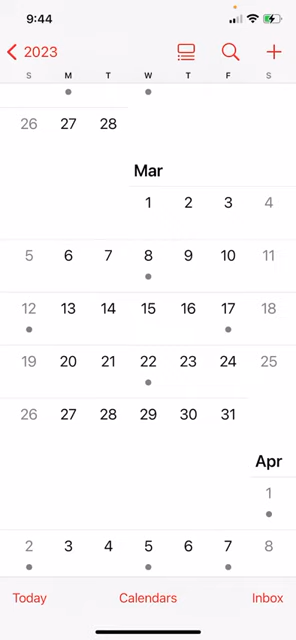 9:44
2023
S M T W T F S
26 27 28
Mar
1 2 3 4
5 6 7 8 9 10 11
12 13 14 15 16 17 18
19 20 21 22 23 24 25
26 27 28 29 30 31
Apr
1
2 3 4 5 6 7 8
Today Calendars Inbox